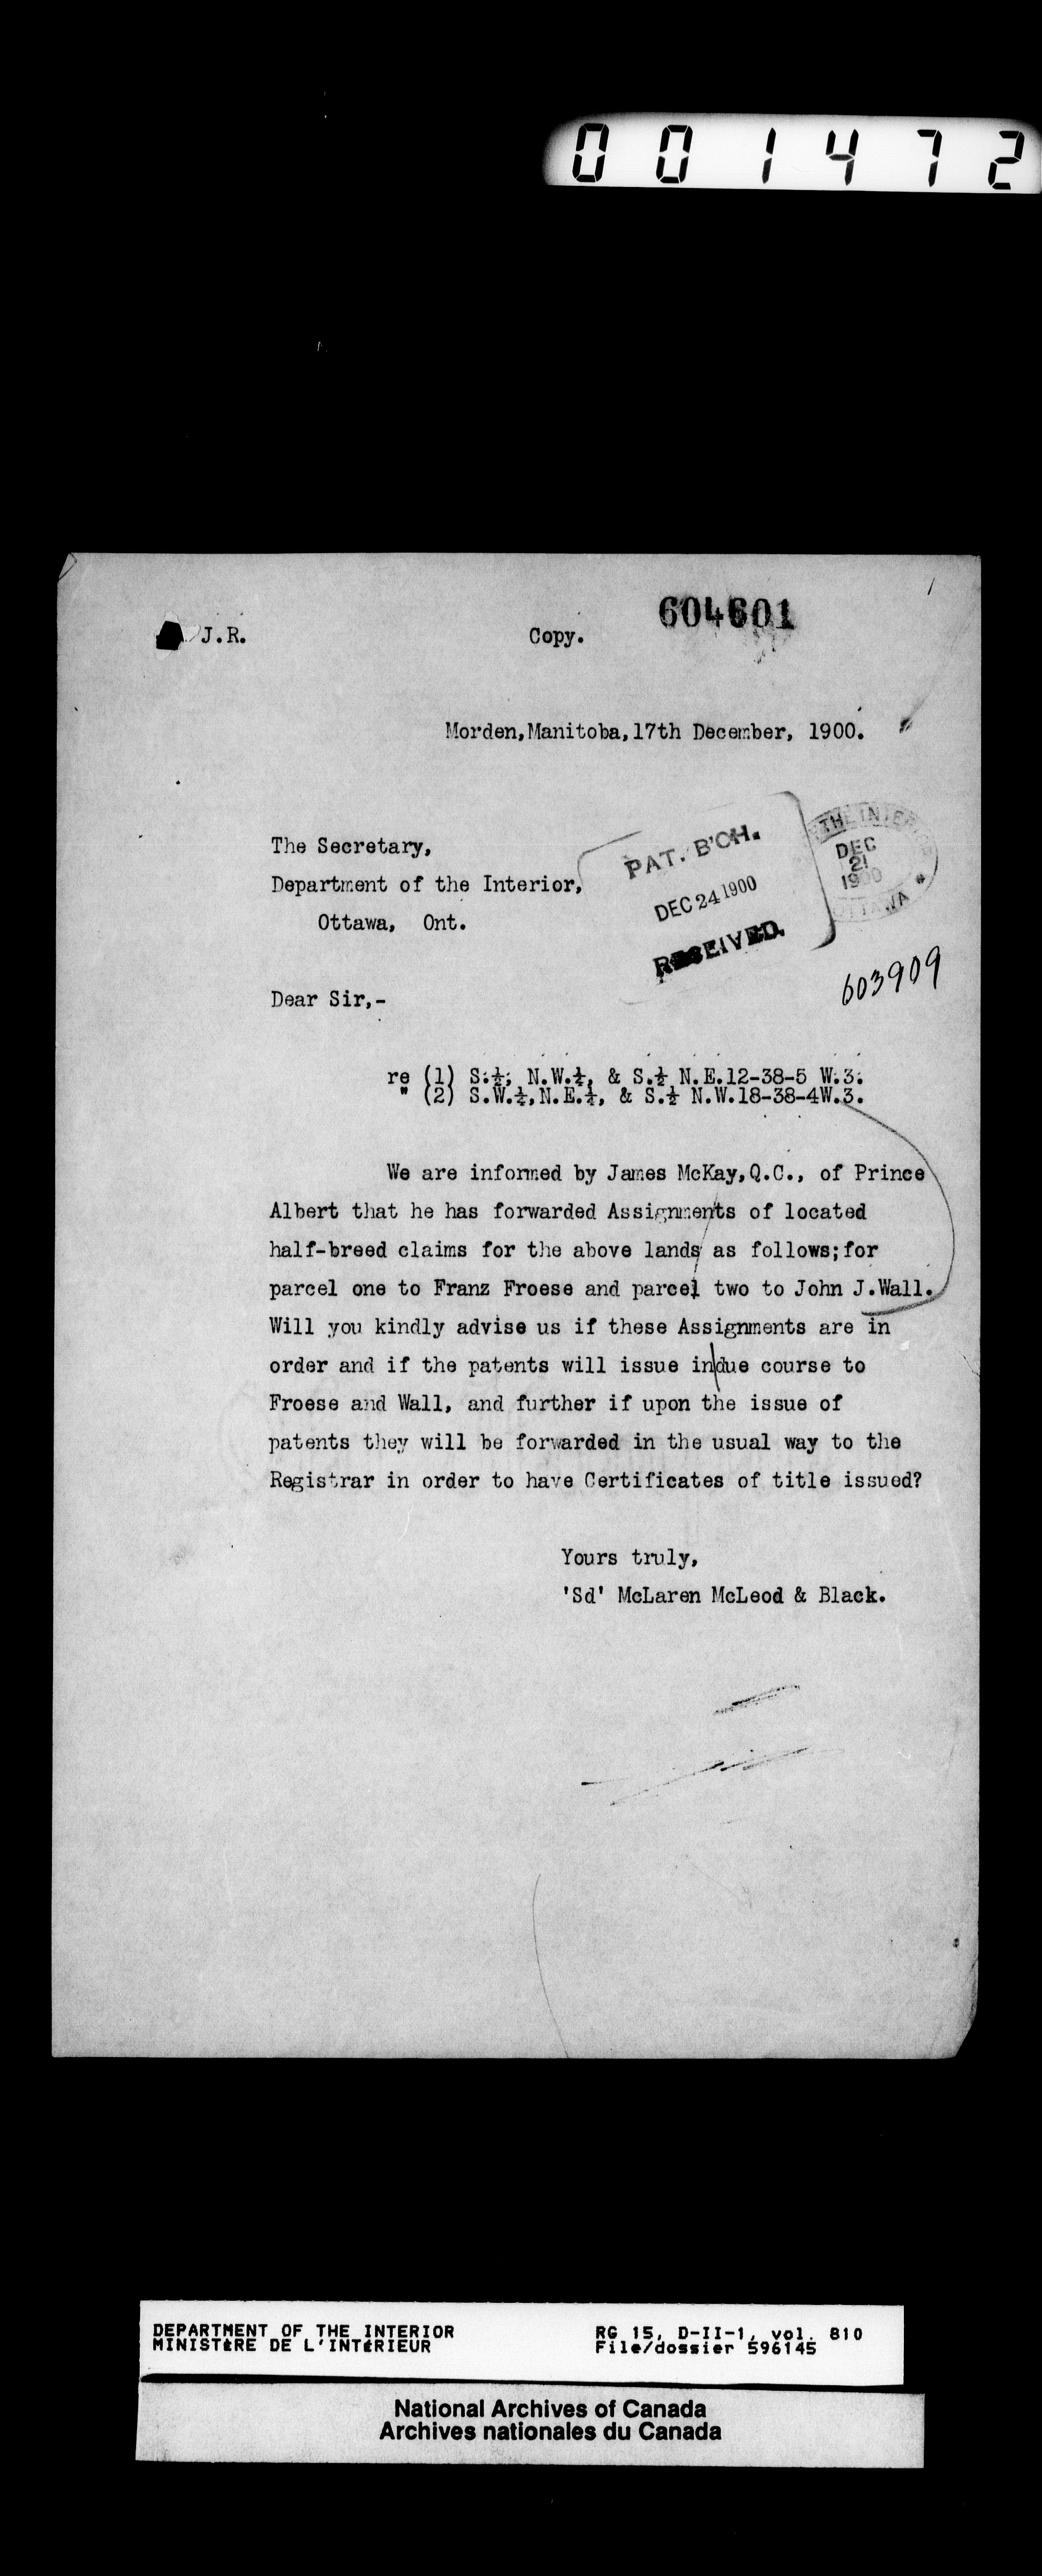 001472
604601
J.R.
Copy.
Morden,Manitoba,17th December, 1900.
The Secretary,
Department of the Interior,
Ottawa, Ont.
PAT. B'CH.
DEC 24 1900
RECEIVED.
THE INTERIOR
DEC
21
1900
OTTAWA
603909
Dear Sir,-
re (1) S.½, N.W.¼, & S.½ N.E.12-38-5 W.3.
" (2) S.W.¼,N.E.¼, & S.½ N.W.18-38-4W.3.
We are informed by James McKay,Q.C., of Prince
Albert that he has forwarded Assignments of located
half-breed claims for the above lands as follows;for
parcel one to Franz Froese and parcel two to John J.Wall.
Will you kindly advise us if these Assignments are in
order and if the patents will issue in|due course to
Froese and Wall, and further if upon the issue of
patents they will be forwarded in the usual way to the
Registrar in order to have Certificates of title issued?
Yours truly,
'Sd' McLaren McLeod & Black.
DEPARTMENT OF THE INTERIOR
MINISTÈRE DE L'INTÉRIEUR
RG 15, D-II-1, vol. 810
File/dossier 596145
National Archives of Canada
Archives nationales du Canada